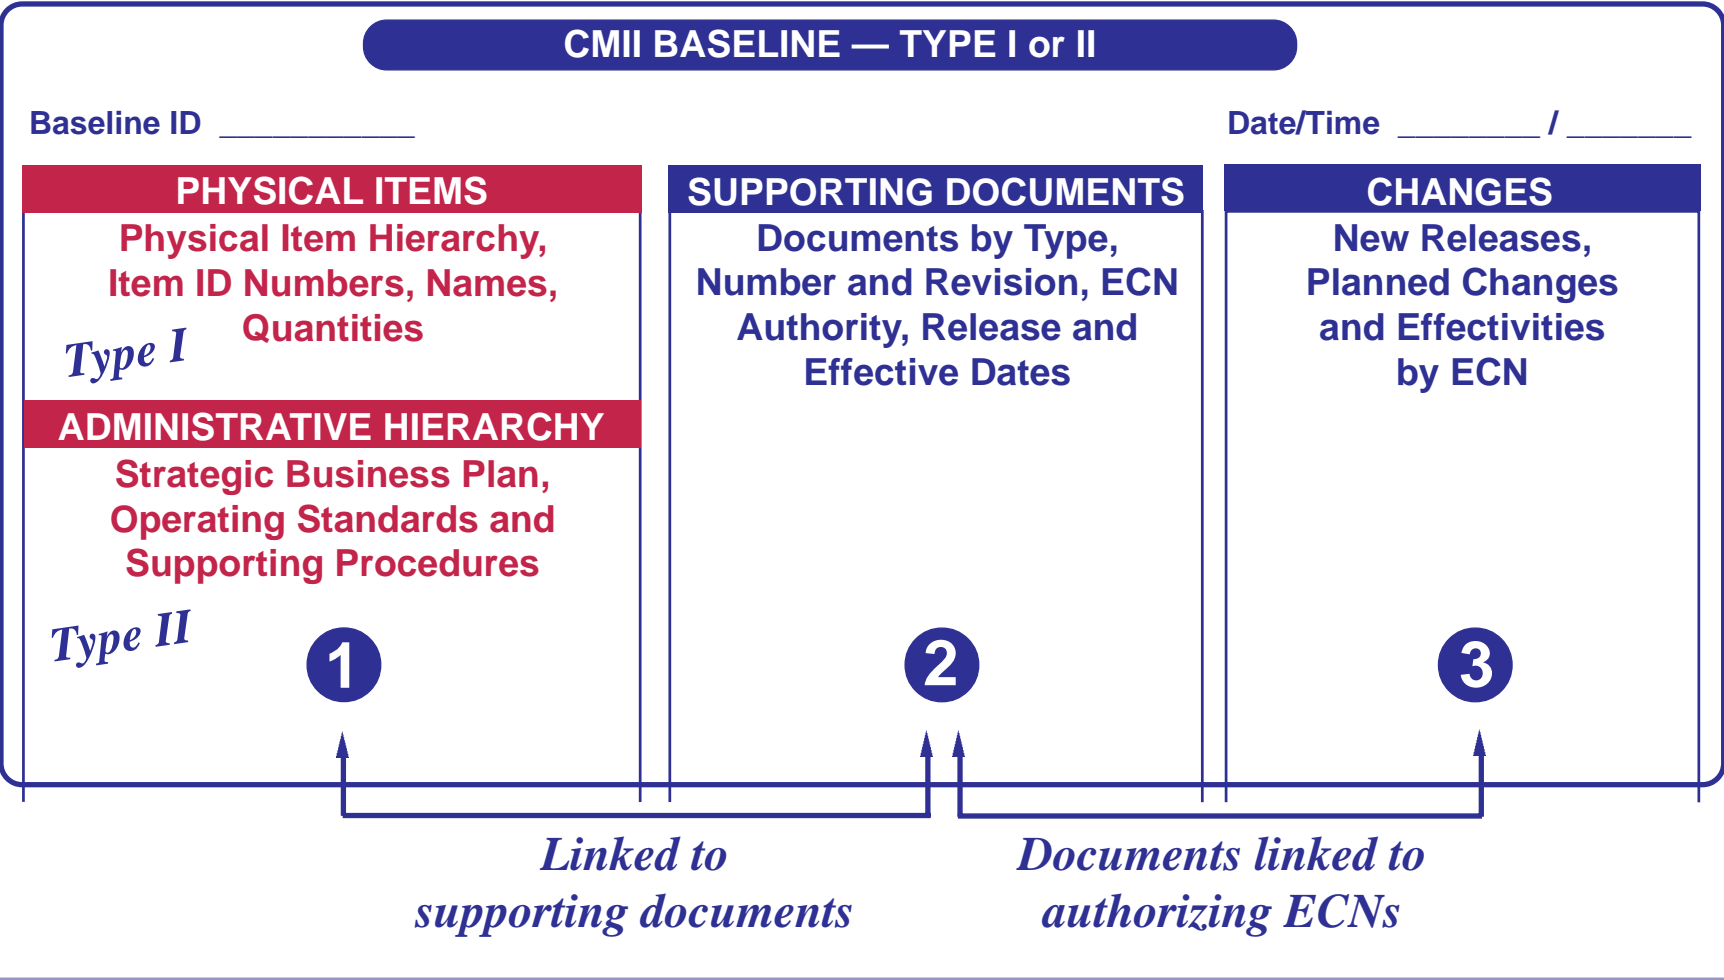 CMII BASELINE — TYPE I or II
Baseline ID ___________
Date/Time ________ / _______
PHYSICAL ITEMS
Physical Item Hierarchy,
Item ID Numbers, Names,
Quantities
Type I
ADMINISTRATIVE HIERARCHY
Strategic Business Plan,
Operating Standards and
Supporting Procedures
Type II
1
SUPPORTING DOCUMENTS
Documents by Type,
Number and Revision, ECN
Authority, Release and
Effective Dates
2
CHANGES
New Releases,
Planned Changes
and Effectivities
by ECN
3
Linked to
supporting documents
Documents linked to
authorizing ECNs